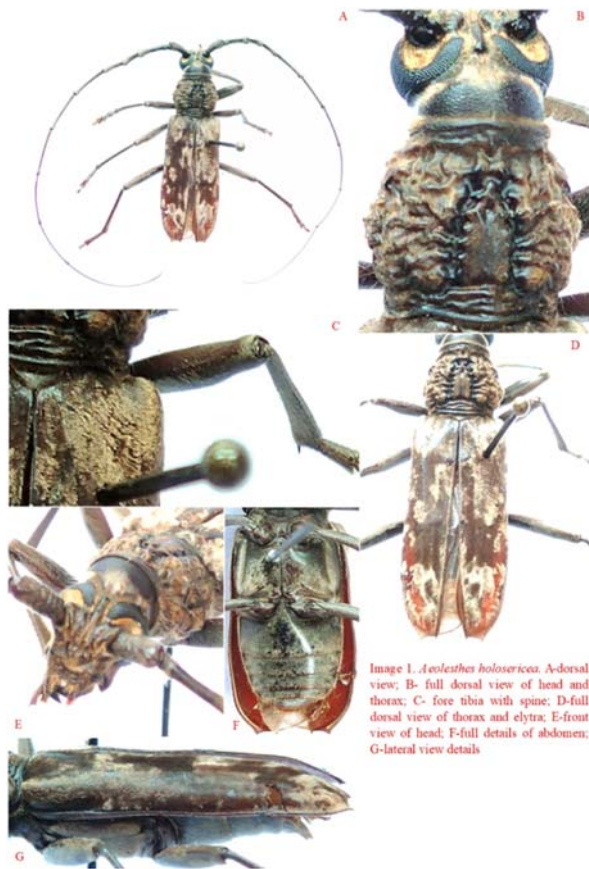 A
B
C
D
E
F
Image 1. Aeolesthes holosericea. A-dorsal
view; B- full dorsal view of head and
thorax; C- fore tibia with spine; D-full
dorsal view of thorax and elytra; E-front
view of head; F-full details of abdomen;
G-lateral view details
G